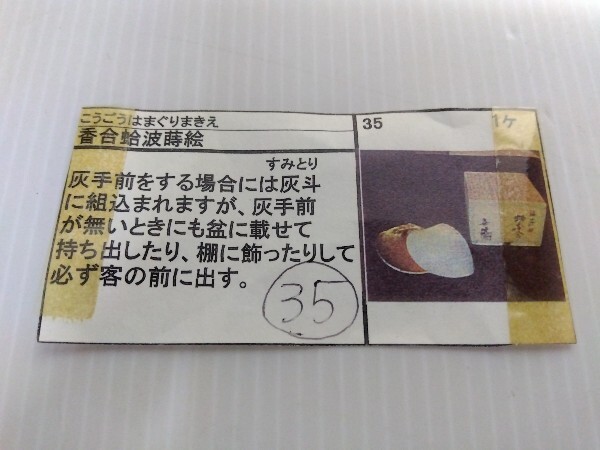 こうごうはまぐりまきえ
香合蛤波蒔絵
35
1ケ
すみとり
灰手前をする場合には灰斗
に組込まれますが、灰手前
が無いときにも盆に載せて
持ち出したり、棚に飾ったりして
必ず客の前に出す。
35